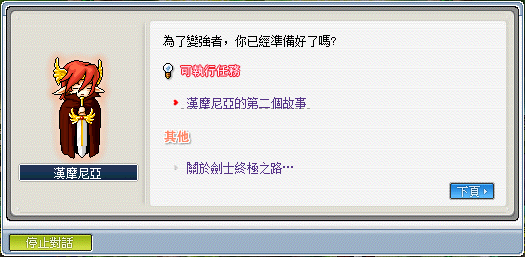 為了變強者，你已經準備好了嗎?
可執行任務
漢摩尼亞的第二個故事
其他
關於劍士終極之路…
漢摩尼亞
下頁
停止對話